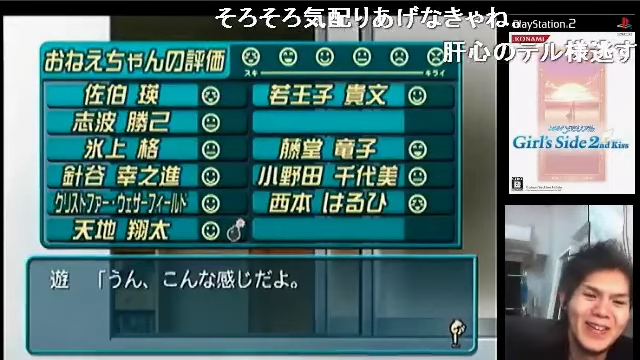 そろそろ気配りあげなきゃね
肝心のテル様逃す
おねえちゃんの評価
スキ
キライ
佐伯 瑛
若王子 貴文
志波 勝己
氷上 格
藤堂 竜子
針谷 幸之進
小野田 千代美
クリストファー・ウェザーフィールド
西本 はるひ
天地 翔太
遊 「うん、こんな感じだよ。
PlayStation 2
KONAMI
Girl's Side 2nd Kiss